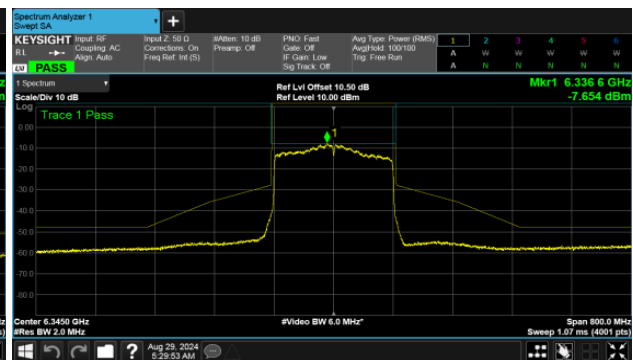 Spectrum Analyzer 1
Swept SA
+
KEYSIGHT Input: RF Input Z: 50 Ω #Atten: 10 dB PNO: Fast Avg Type: Power (RMS) 1 2 3 4 5 6
RL Coupling: AC Corrections: On Preamp: Off Gate: Off Avg|Hold: 100/100 A W W W W W
Align: Auto Freq Ref: Int (S) IF Gain: Low Trig: Free Run
LXI PASS Sig Track: Off A N N N N N
1 Spectrum Ref Lvl Offset 10.50 dB Mkr1 6.336 6 GHz
Scale/Div 10 dB Ref Level 10.00 dBm -7.654 dBm
Log
Trace 1 Pass
0.00
1
-10.0
-20.0
-30.0
-40.0
-50.0
-60.0
-70.0
-80.0
Center 6.3450 GHz #Video BW 6.0 MHz* Span 800.0 MHz
#Res BW 2.0 MHz Sweep 1.07 ms (4001 pts)
? Aug 29, 2024
5:29:53 AM